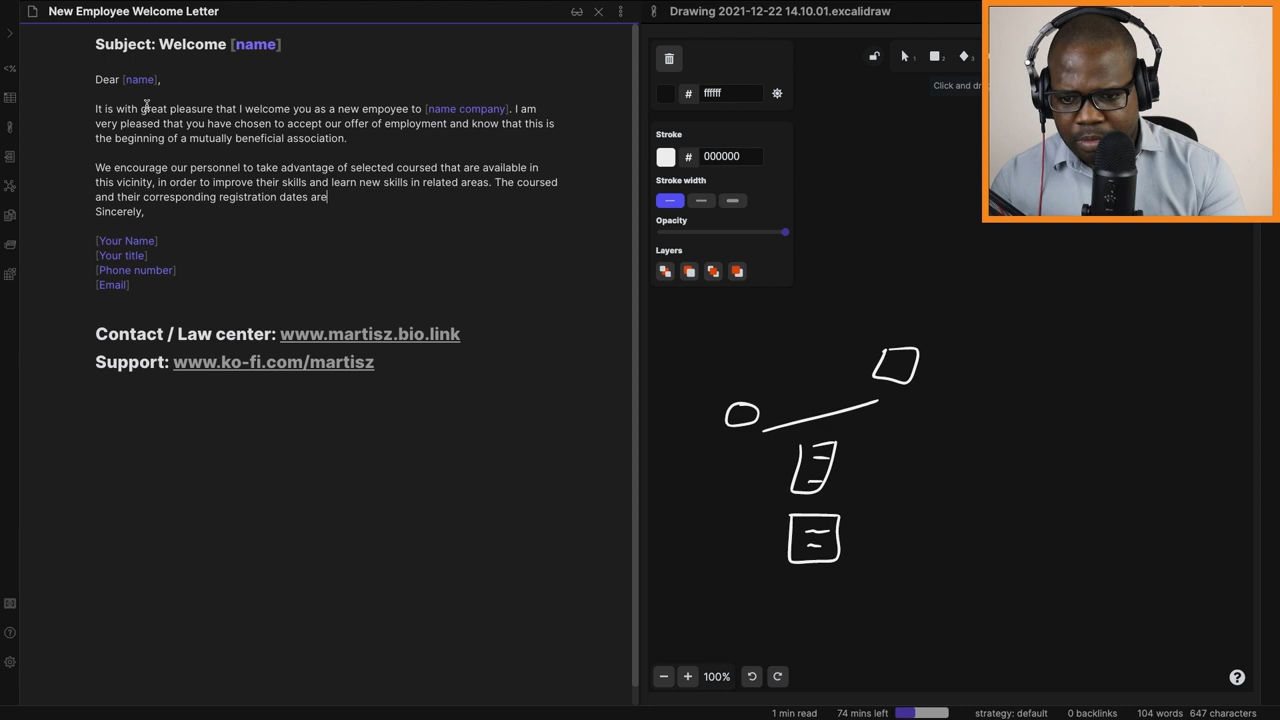 New Employee Welcome Letter
Drawing 2021-12-22 14.10.01.excalidraw
Subject: Welcome [name]
Dear [name],
It is with great pleasure that I welcome you as a new empoyee to [name company]. I am
very pleased that you have chosen to accept our offer of employment and know that this is
the beginning of a mutually beneficial association.
We encourage our personnel to take advantage of selected coursed that are available in
this vicinity, in order to improve their skills and learn new skills in related areas. The coursed
and their corresponding registration dates are
Sincerely,
[Your Name]
[Your title]
[Phone number]
[Email]
Contact / Law center: www.martisz.bio.link
Support: www.ko-fi.com/martisz
1
2
3
Click and dr
# ffffff
Stroke
# 000000
Stroke width
Opacity
Layers
100%
1 min read
74 mins left
strategy: default
0 backlinks
104 words
647 characters